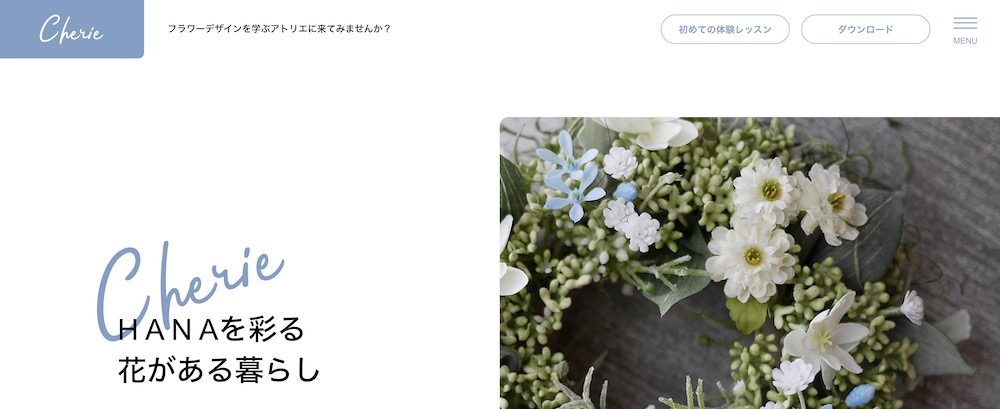 Cherie
フラワーデザインを学ぶアトリエに来てみませんか？
初めての体験レッスン
ダウンロード
MENU
Cherie
ＨＡＮＡを彩る
花がある暮らし